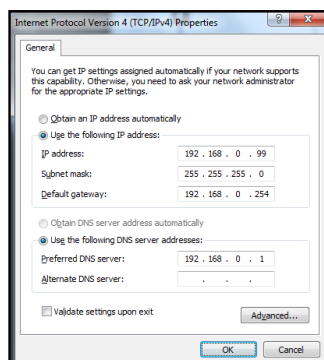 Internet Protocol Version 4 (TCP/IPv4) Properties
General
You can get IP settings assigned automatically if your network supports
this capability. Otherwise, you need to ask your network administrator
for the appropriate IP settings.
Obtain an IP address automatically
Use the following IP address:
IP address: 192 . 168 . 0 . 99
Subnet mask: 255 . 255 . 255 . 0
Default gateway: 192 . 168 . 0 . 254
Obtain DNS server address automatically
Use the following DNS server addresses:
Preferred DNS server: 192 . 168 . 0 . 1
Alternate DNS server: . . .
Validate settings upon exit
Advanced...
OK Cancel